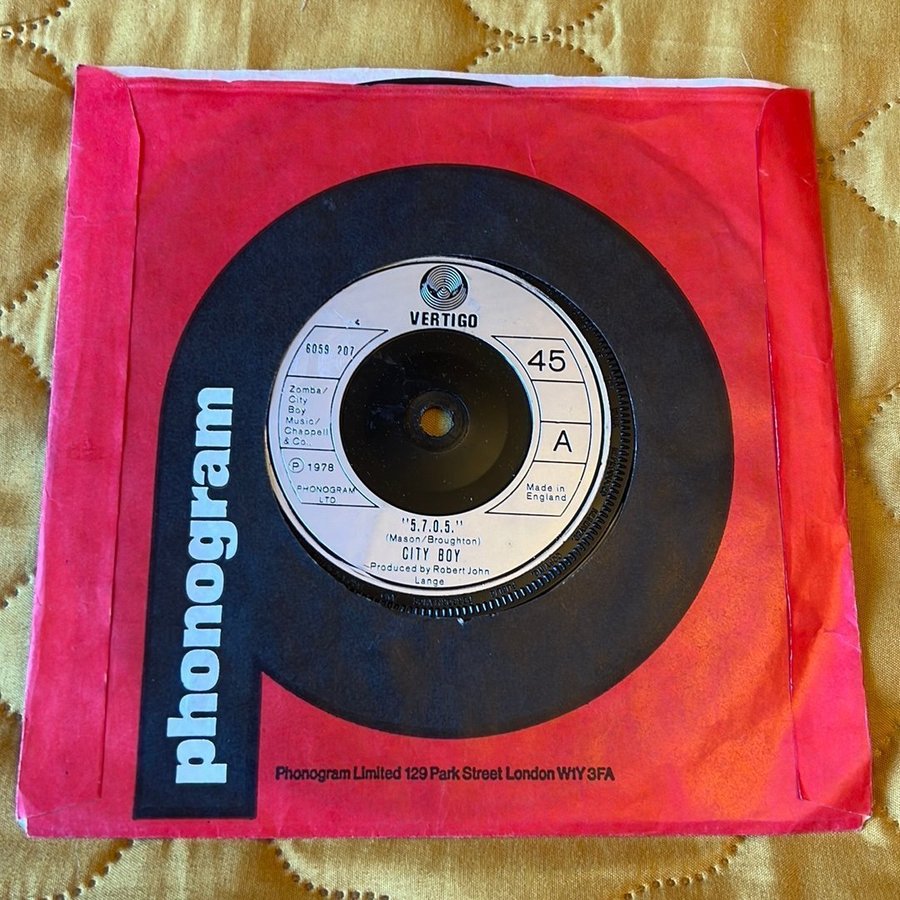 VERTIGO
6059 207
45
Zomba/
City
Boy
Music/
Chappell
& Co.
A
Ⓟ 1978
PHONOGRAM
LTD
Made in
England
"5.7.0.5."
(Mason/Broughton)
CITY BOY
Produced by Robert John
Lange
phonogram
Phonogram Limited 129 Park Street London W1Y 3FA